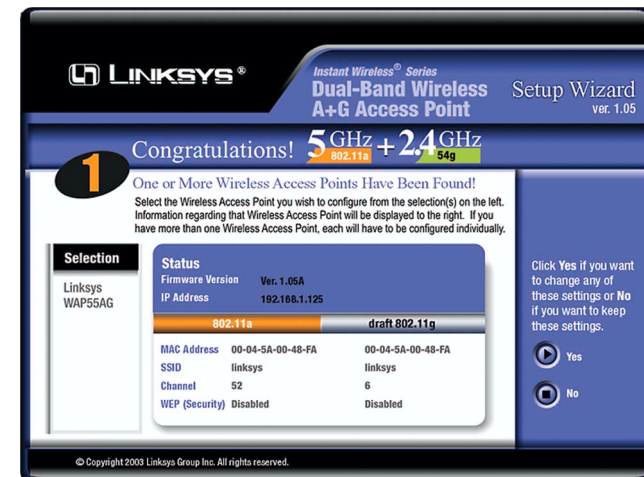 LINKSYS®
Instant Wireless® Series
Dual-Band Wireless
A+G Access Point
Setup Wizard
ver. 1.05
Congratulations! 5 GHz 802.11a + 2.4 GHz 54g
1
One or More Wireless Access Points Have Been Found!
Select the Wireless Access Point you wish to configure from the selection(s) on the left.
Information regarding that Wireless Access Point will be displayed to the right. If you
have more than one Wireless Access Point, each will have to be configured individually.
Selection
Linksys
WAP55AG
Status
Firmware Version Ver. 1.05A
IP Address 192.168.1.125
802.11a draft 802.11g
MAC Address 00-04-5A-00-48-FA 00-04-5A-00-48-FA
SSID linksys linksys
Channel 52 6
WEP (Security) Disabled Disabled
Click Yes if you want
to change any of
these settings or No
if you want to keep
these settings.
Yes
No
© Copyright 2003 Linksys Group Inc. All rights reserved.